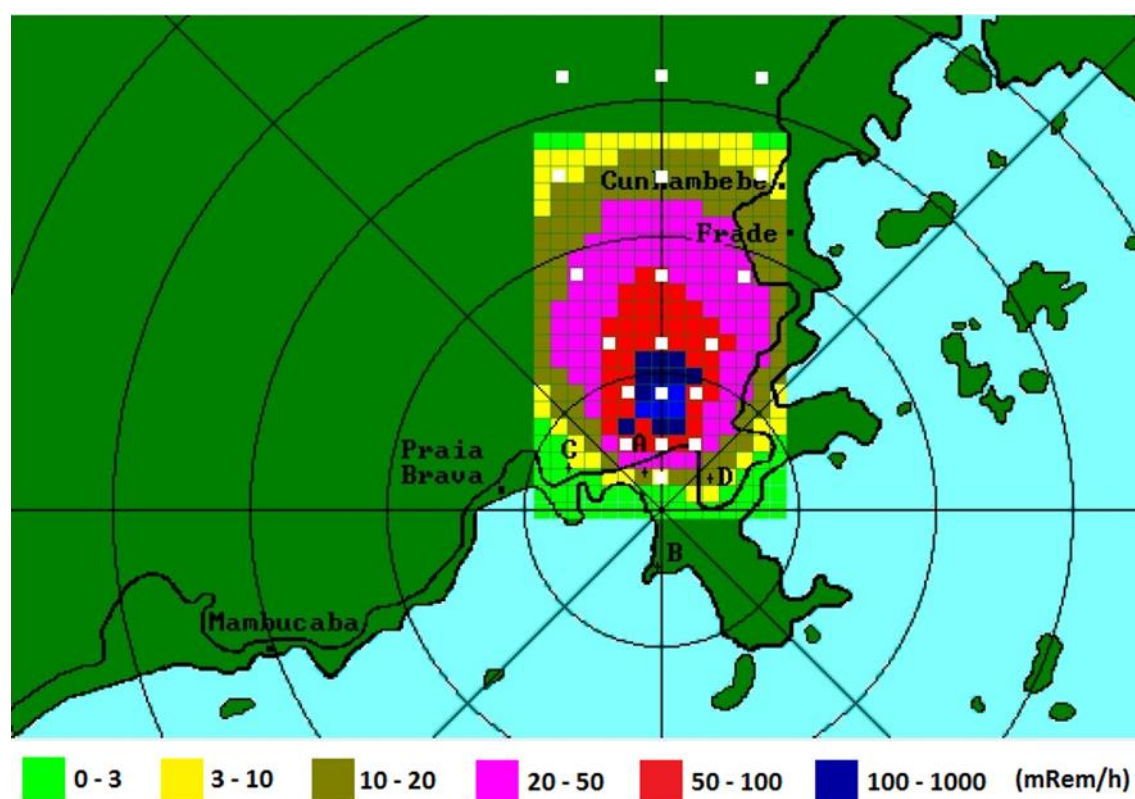 Cunhambebe
Frade
Praia
Brava
C
A
D
B
Mambucaba
0 - 3
3 - 10
10 - 20
20 - 50
50 - 100
100 - 1000
(mRem/h)